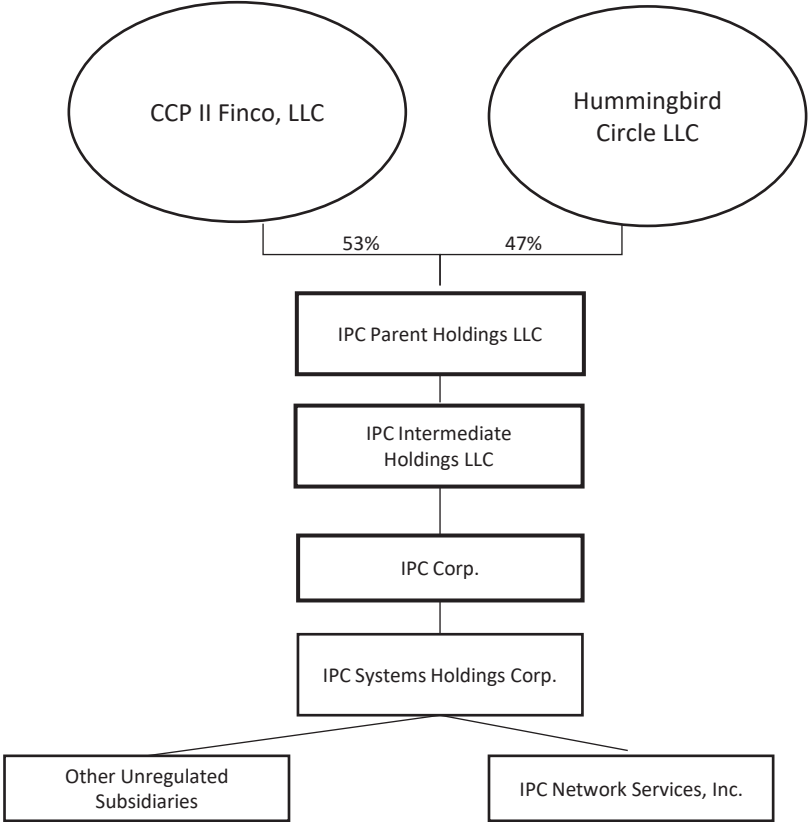 CCP II Finco, LLC
Hummingbird
Circle LLC
53%
47%
IPC Parent Holdings LLC
IPC Intermediate
Holdings LLC
IPC Corp.
IPC Systems Holdings Corp.
Other Unregulated
Subsidiaries
IPC Network Services, Inc.